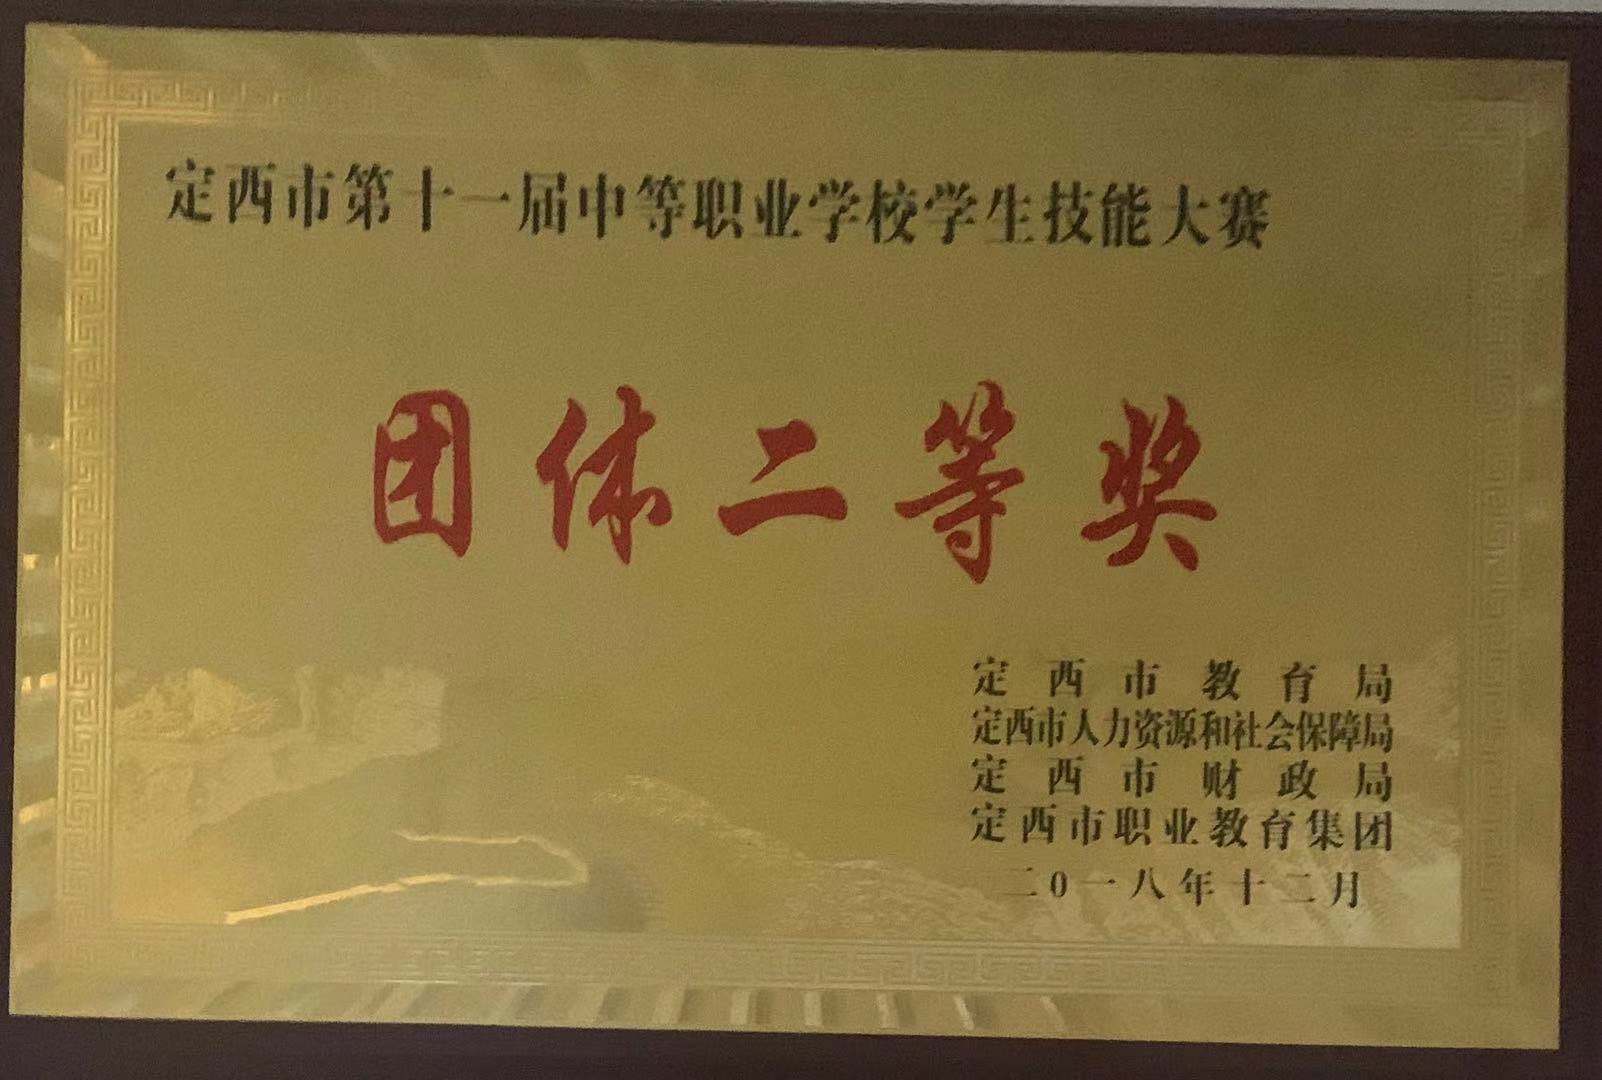 定西市第十一届中等职业学校学生技能大赛
团体二等奖
定西市教育局
定西市人力资源和社会保障局
定西市财政局
定西市职业教育集团
二0一八年十二月